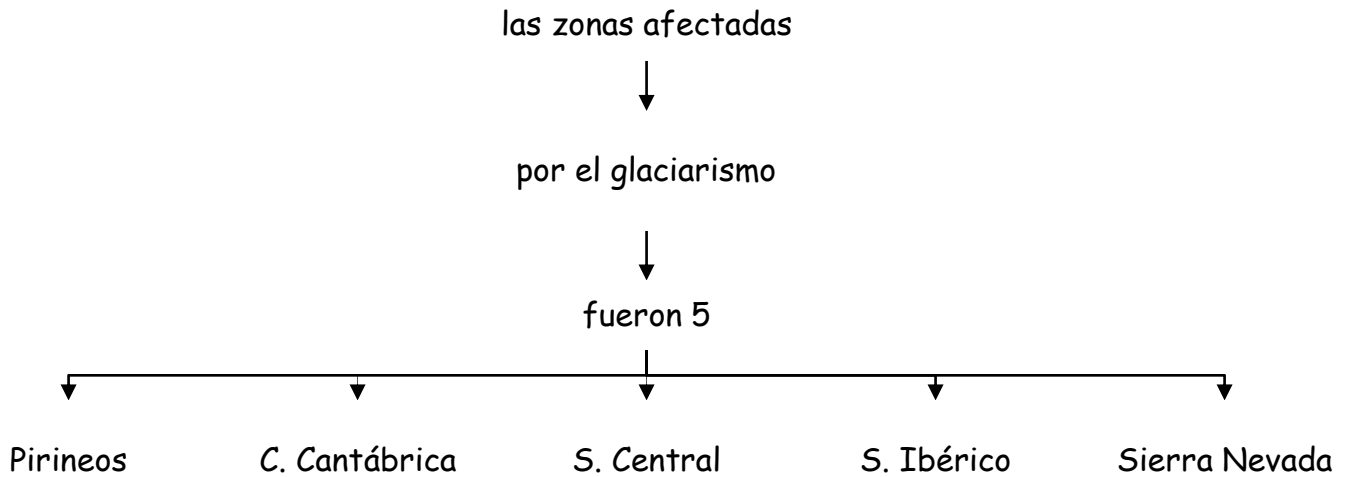 las zonas afectadas
por el glaciarismo
fueron 5
Pirineos C. Cantábrica S. Central S. Ibérico Sierra Nevada